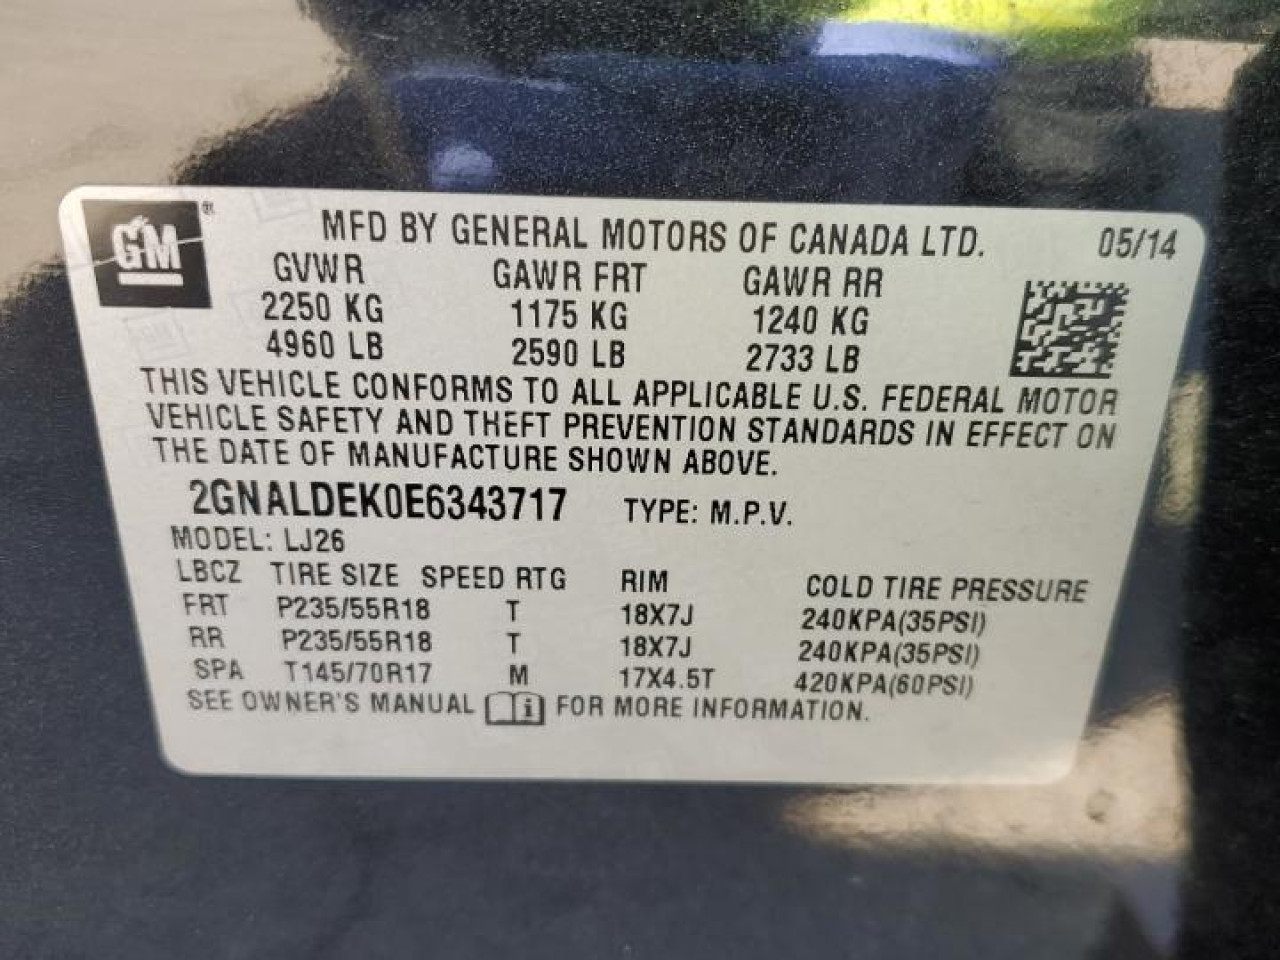 GM® MFD BY GENERAL MOTORS OF CANADA LTD. 05/14
GVWR GAWR FRT GAWR RR
2250 KG 1175 KG 1240 KG
4960 LB 2590 LB 2733 LB
THIS VEHICLE CONFORMS TO ALL APPLICABLE U.S. FEDERAL MOTOR
VEHICLE SAFETY AND THEFT PREVENTION STANDARDS IN EFFECT ON
THE DATE OF MANUFACTURE SHOWN ABOVE.
2GNALDEK0E6343717 TYPE: M.P.V.
MODEL: LJ26
LBCZ TIRE SIZE SPEED RTG RIM COLD TIRE PRESSURE
FRT P235/55R18 T 18X7J 240KPA(35PSI)
RR P235/55R18 T 18X7J 240KPA(35PSI)
SPA T145/70R17 M 17X4.5T 420KPA(60PSI)
SEE OWNER'S MANUAL i FOR MORE INFORMATION.